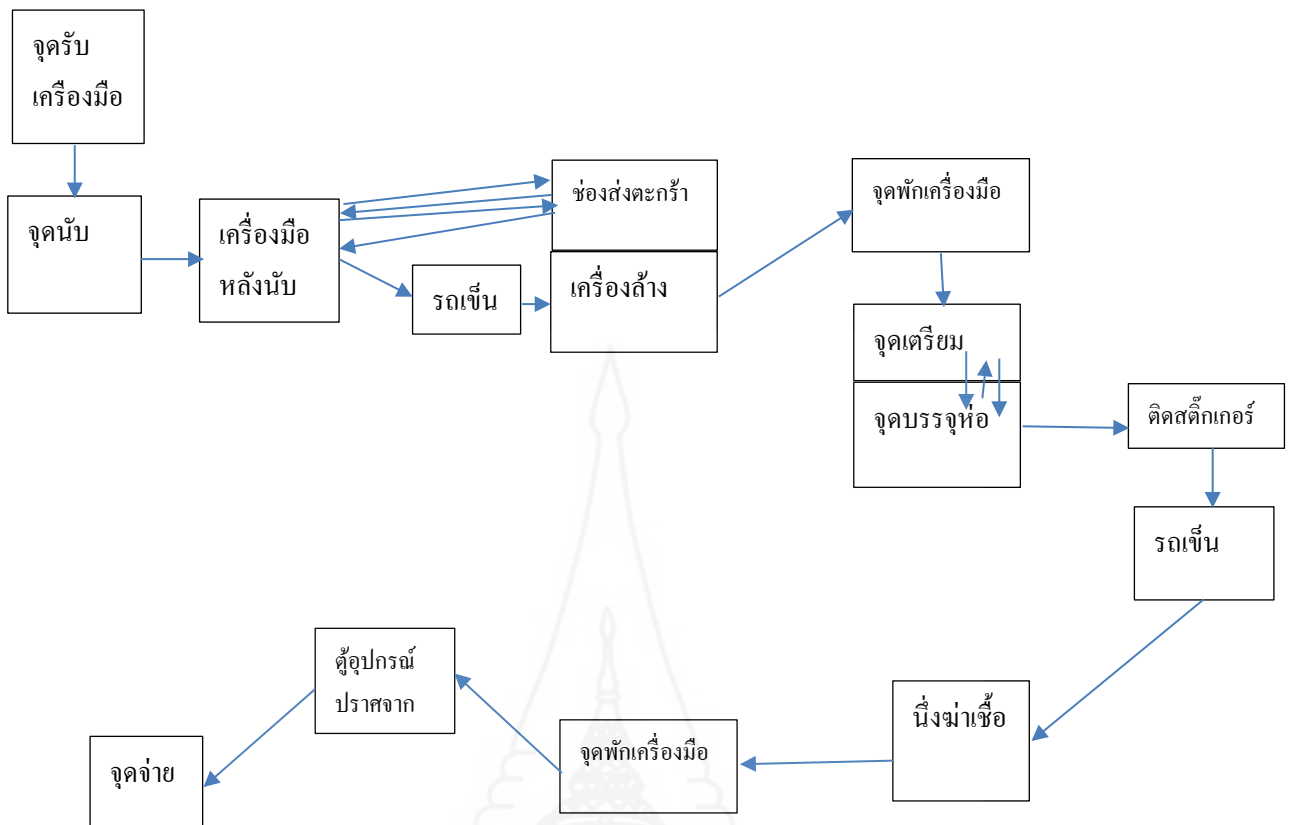 จุดรับ
เครื่องมือ
จุดนับ
เครื่องมือ
หลังนับ
รถเข็น
ช่องส่งตะกร้า
เครื่องล้าง
จุดพักเครื่องมือ
จุดเตรียม
จุดบรรจุห่อ
ติดสติ๊กเกอร์
รถเข็น
นึ่งฆ่าเชื้อ
จุดพักเครื่องมือ
ตู้อุปกรณ์
ปราศจาก
จุดจ่าย